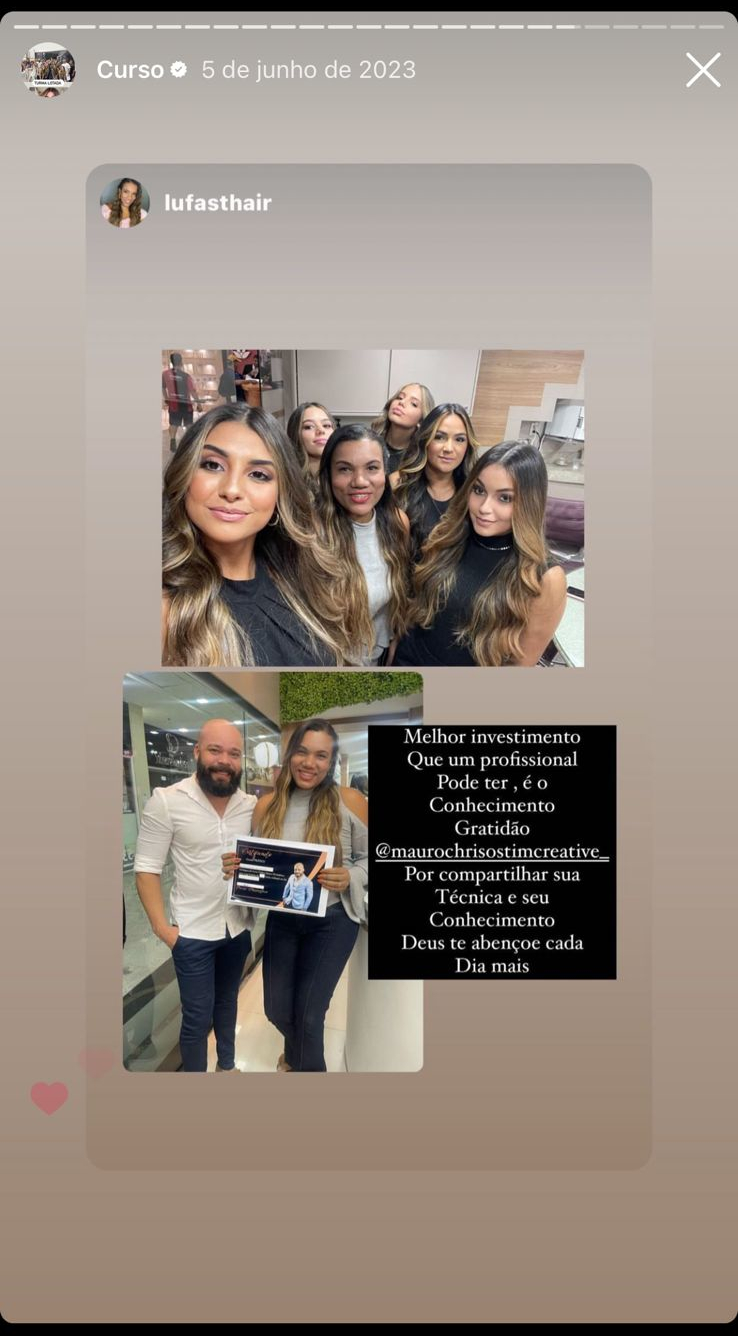 Curso 5 de junho de 2023
lufasthair
Melhor investimento
Que um profissional
Pode ter , é o
Conhecimento
Gratidão
@maurochrisostimcreative_
Por compartilhar sua
Técnica e seu
Conhecimento
Deus te abençoe cada
Dia mais